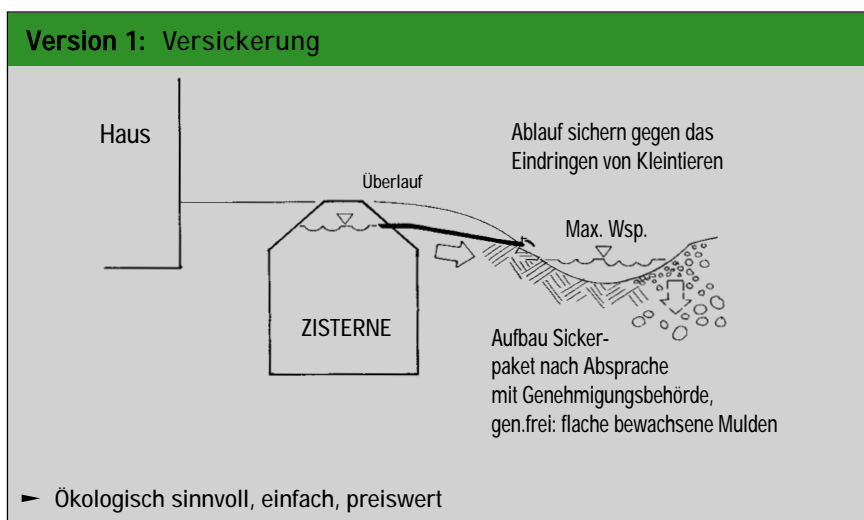 Version 1: Versickerung
Haus
Ablauf sichern gegen das
Eindringen von Kleintieren
Überlauf
Max. Wsp.
ZISTERNE
Aufbau Sicker-
paket nach Absprache
mit Genehmigungsbehörde,
gen.frei: flache bewachsene Mulden
► Ökologisch sinnvoll, einfach, preiswert